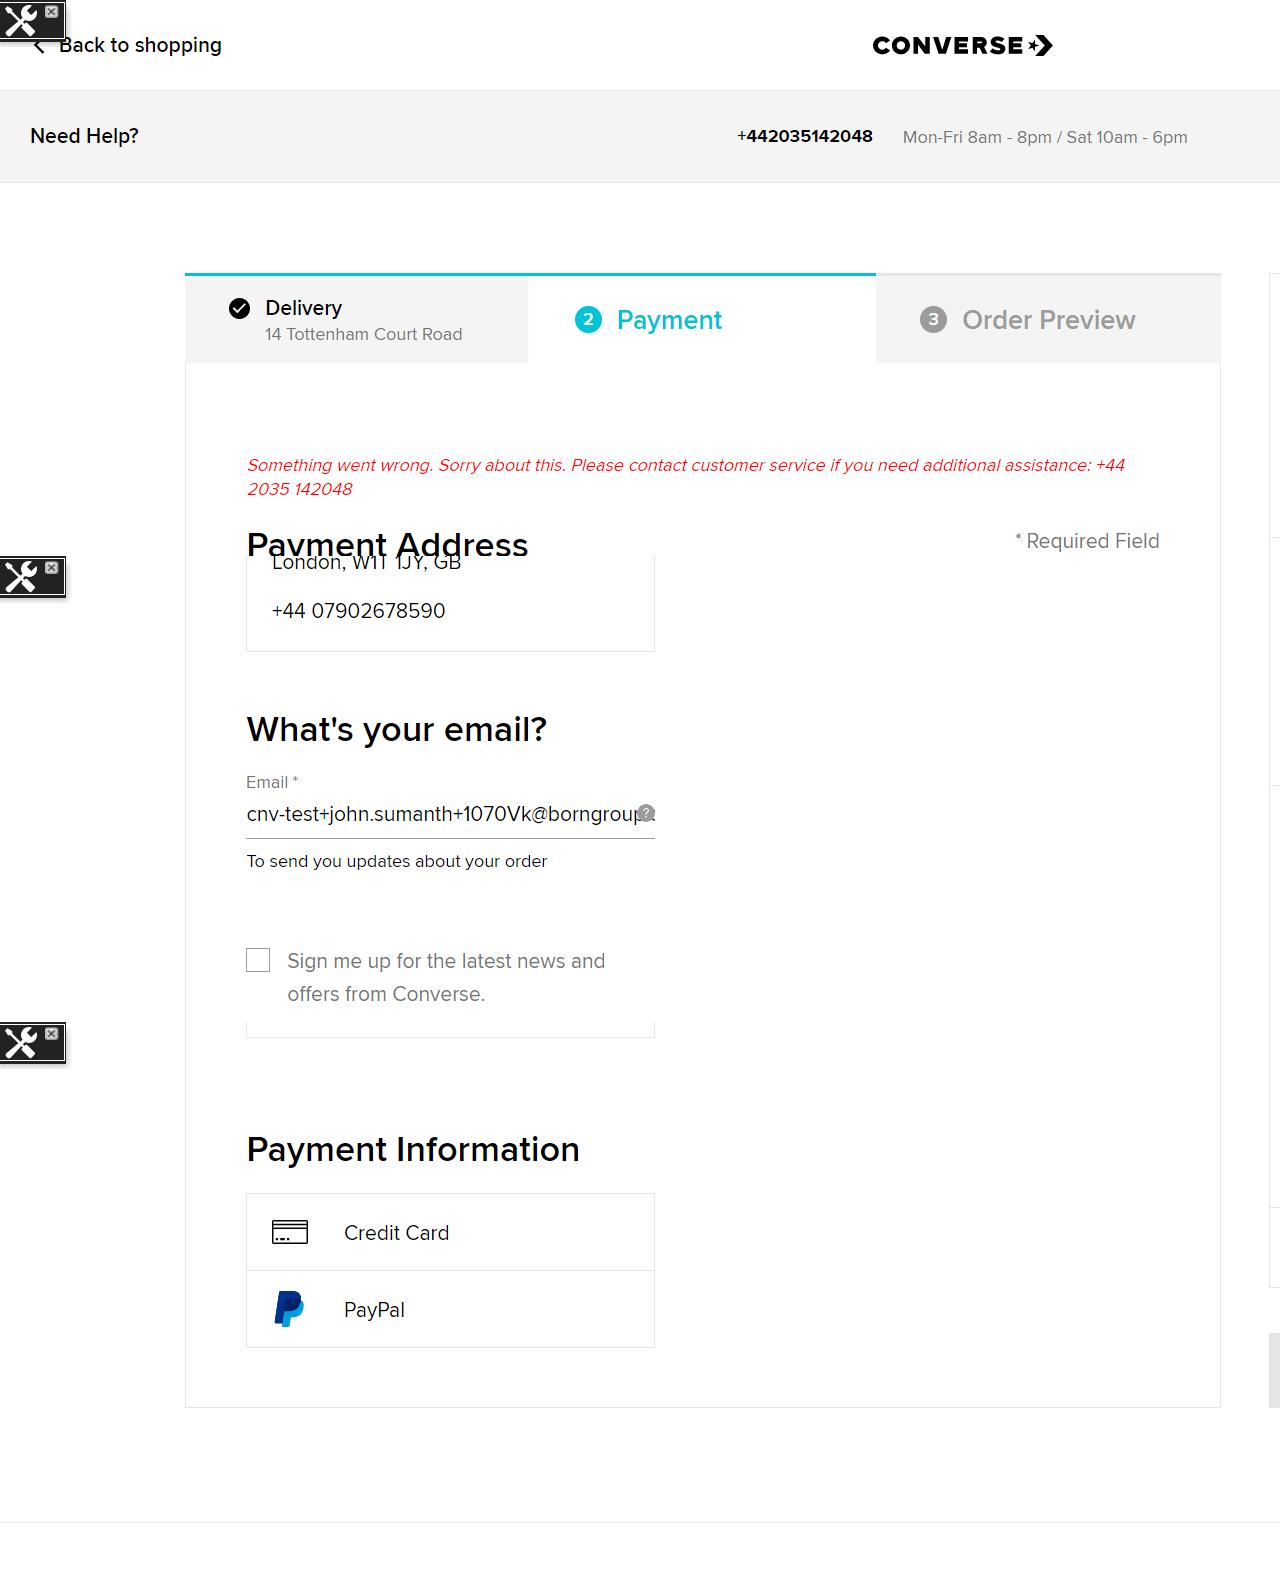 Back to shopping
CONVERSE
Need Help?
+442035142048 Mon-Fri 8am - 8pm / Sat 10am - 6pm
Delivery
14 Tottenham Court Road
2 Payment
3 Order Preview
Something went wrong. Sorry about this. Please contact customer service if you need additional assistance: +44
2035 142048
Payment Address
* Required Field
London, W1T 1JY, GB
+44 07902678590
What's your email?
Email *
cnv-test+john.sumanth+1070Vk@borngroup
?
To send you updates about your order
Sign me up for the latest news and
offers from Converse.
Payment Information
Credit Card
PayPal